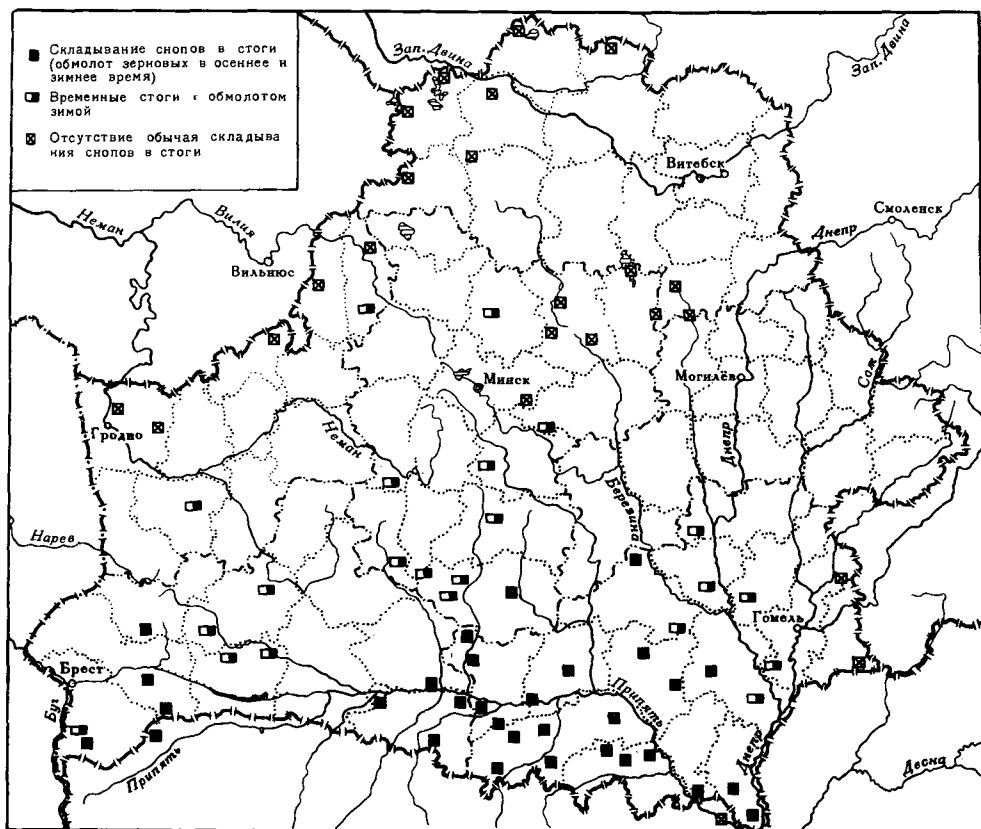 Складывание снопов в стоги
(обмолот зерновых в осеннее и
зимнее время)
Временные стоги с обмолотом
зимой
Отсутствие обычая складыва
ния снопов в стоги
Зап. Двина
Зап. Двина
Витебск
Неман
Вилия
Вильнюс
Смоленск
Днепр
Минск
Могилёв
Сож
Гродно
Неман
Днепр
Березина
Нарев
Гомель
Брест
Буг
Припять
Припять
Днепр
Десна